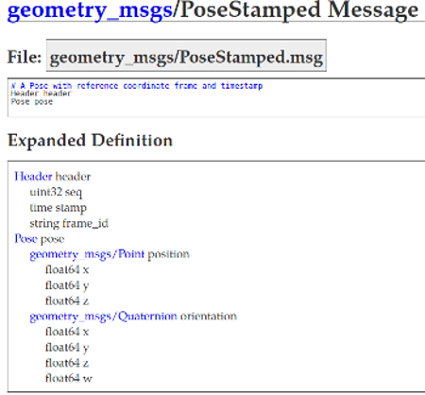 geometry_msgs/PoseStamped Message
File: geometry_msgs/PoseStamped.msg
# A Pose with reference coordinate frame and timestamp
Header header
Pose pose
Expanded Definition
Header header
uint32 seq
time stamp
string frame_id
Pose pose
geometry_msgs/Point position
float64 x
float64 y
float64 z
geometry_msgs/Quaternion orientation
float64 x
float64 y
float64 z
float64 w